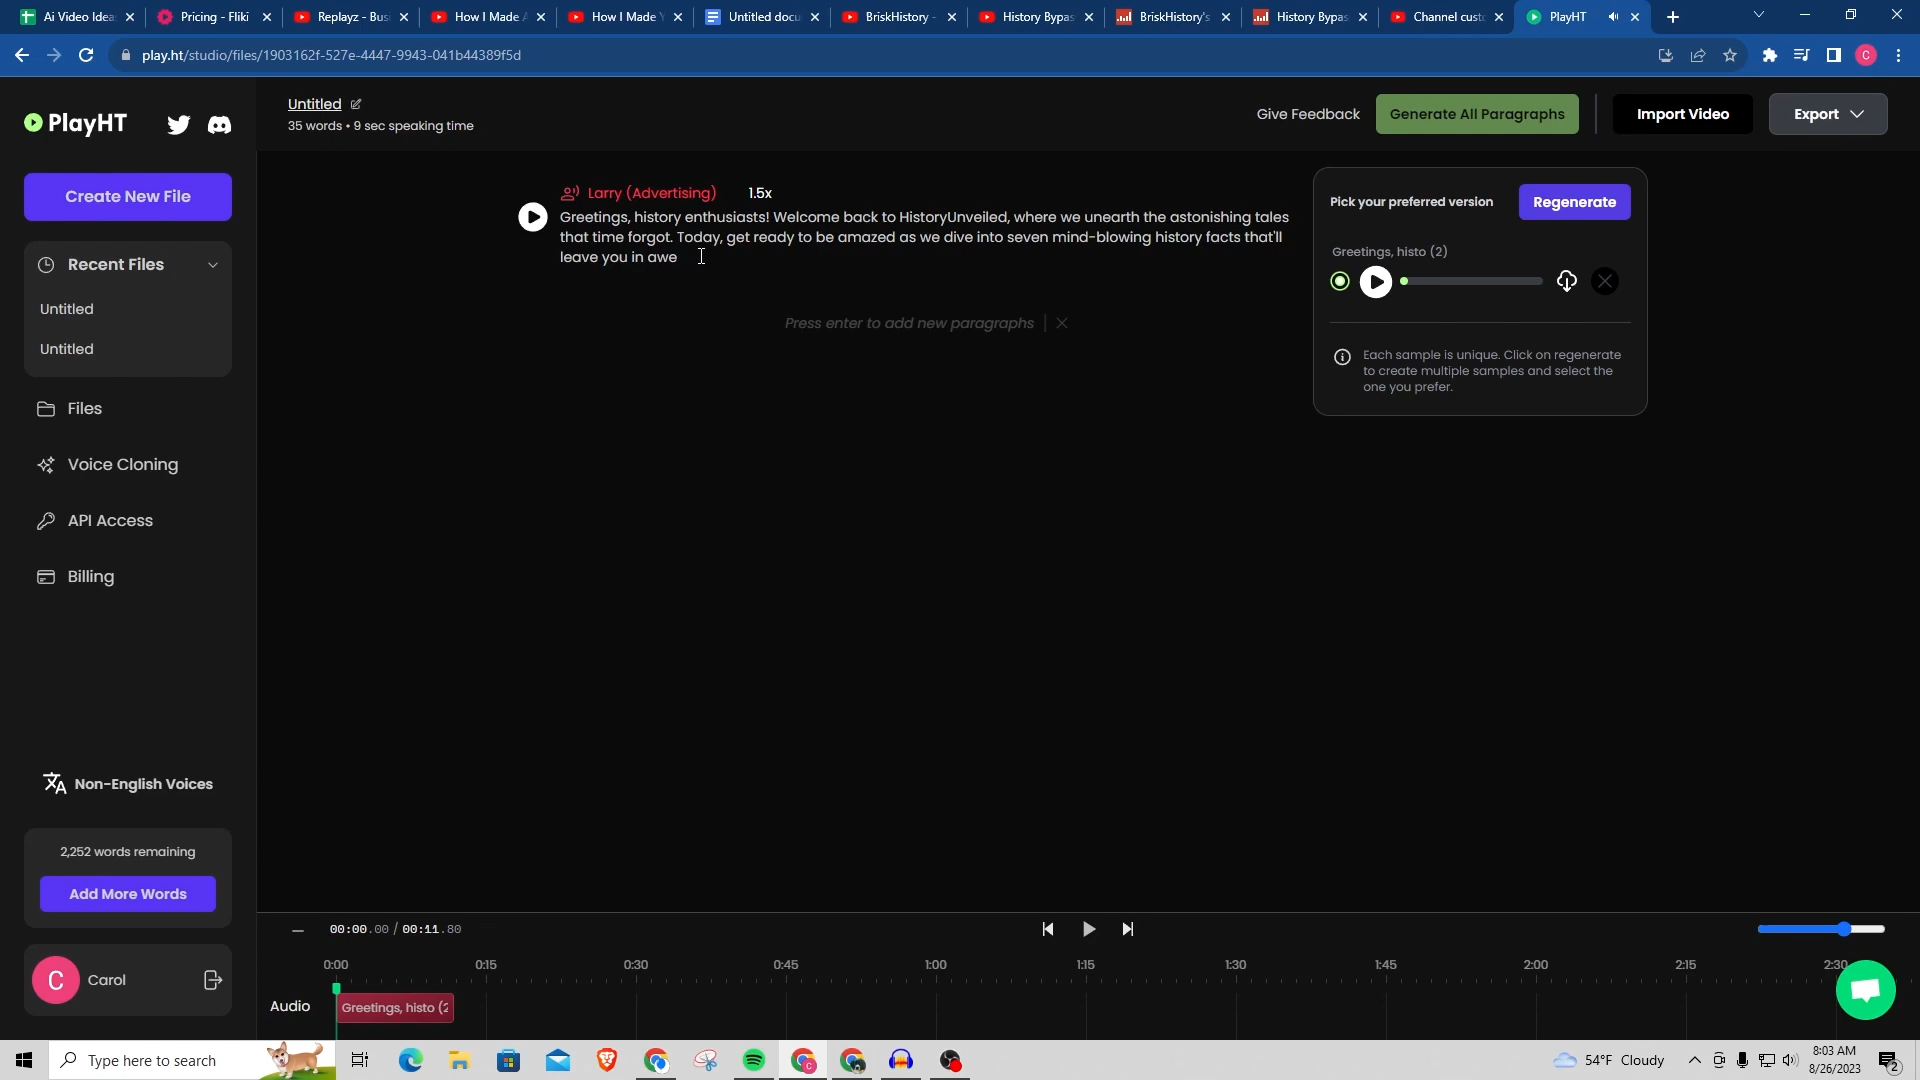 Ai Video Idea
Pricing - Fliki
Replayz - Bus
How I Made A
How I Made Y
Untitled docu
BriskHistory -
History Bypas
BriskHistory's
History Bypas
Channel cust
PlayHT
play.ht/studio/files/1903162f-527e-4447-9943-041b44389f5d
C
PlayHT
Untitled
35 words • 9 sec speaking time
Give Feedback
Generate All Paragraphs
Import Video
Export
Create New File
Recent Files
Untitled
Untitled
Files
Voice Cloning
API Access
Billing
Larry (Advertising) 1.5x
Greetings, history enthusiasts! Welcome back to HistoryUnveiled, where we unearth the astonishing tales
that time forgot. Today, get ready to be amazed as we dive into seven mind-blowing history facts that'll
leave you in awe
Press enter to add new paragraphs
Pick your preferred version
Regenerate
Greetings, histo (2)
Each sample is unique. Click on regenerate
to create multiple samples and select the
one you prefer.
Non-English Voices
2,252 words remaining
Add More Words
C
Carol
00:00.00 / 00:11.80
0:00 0:15 0:30 0:45 1:00 1:15 1:30 1:45 2:00 2:15 2:30
Audio
Greetings, histo (2
Type here to search
54°F Cloudy
8:03 AM
8/26/2023
2